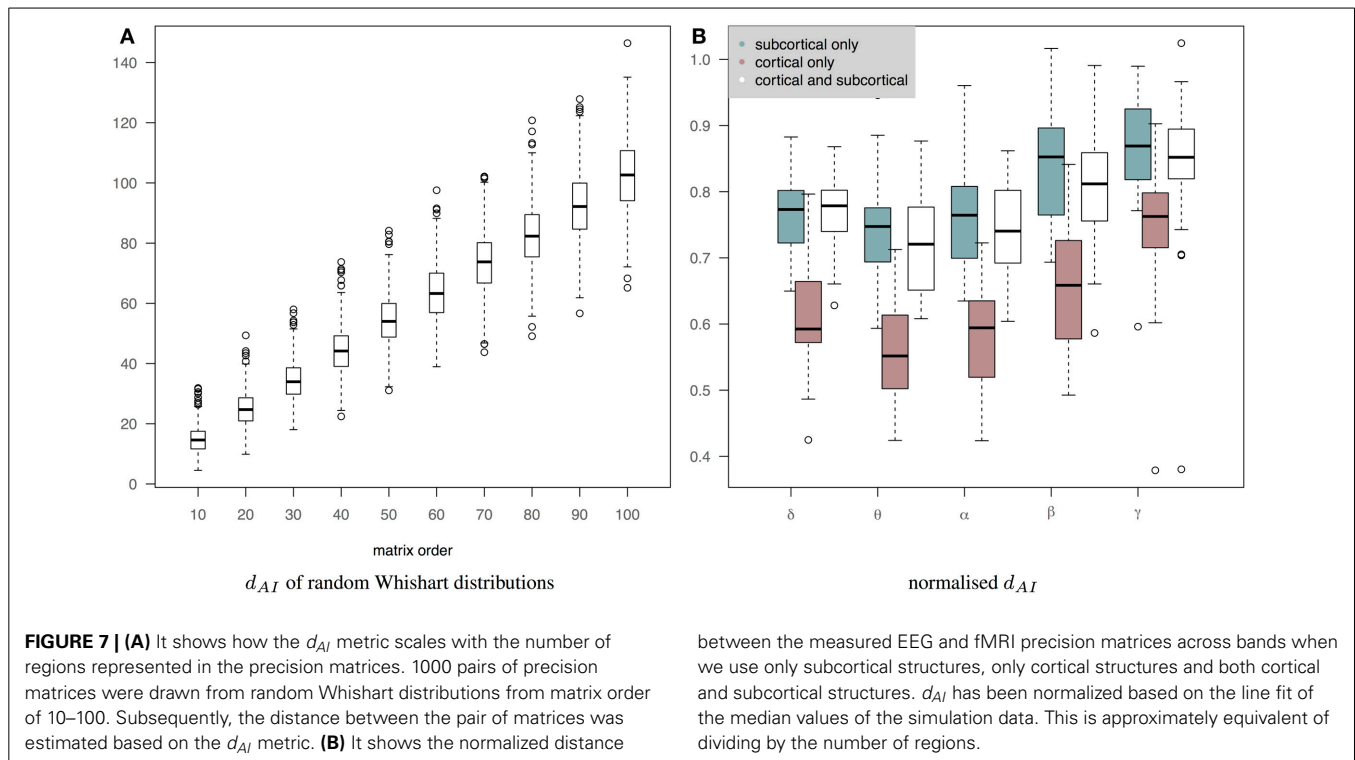 A
140
120
100
80
60
40
20
0
10 20 30 40 50 60 70 80 90 100
matrix order
d_AI of random Whishart distributions
B
subcortical only
cortical only
cortical and subcortical
1.0
0.9
0.8
0.7
0.6
0.5
0.4
δ θ α β γ
normalised d_AI
FIGURE 7 | (A) It shows how the d_AI metric scales with the number of
regions represented in the precision matrices. 1000 pairs of precision
matrices were drawn from random Whishart distributions from matrix order
of 10–100. Subsequently, the distance between the pair of matrices was
estimated based on the d_AI metric. (B) It shows the normalized distance
between the measured EEG and fMRI precision matrices across bands when
we use only subcortical structures, only cortical structures and both cortical
and subcortical structures. d_AI has been normalized based on the line fit of
the median values of the simulation data. This is approximately equivalent of
dividing by the number of regions.